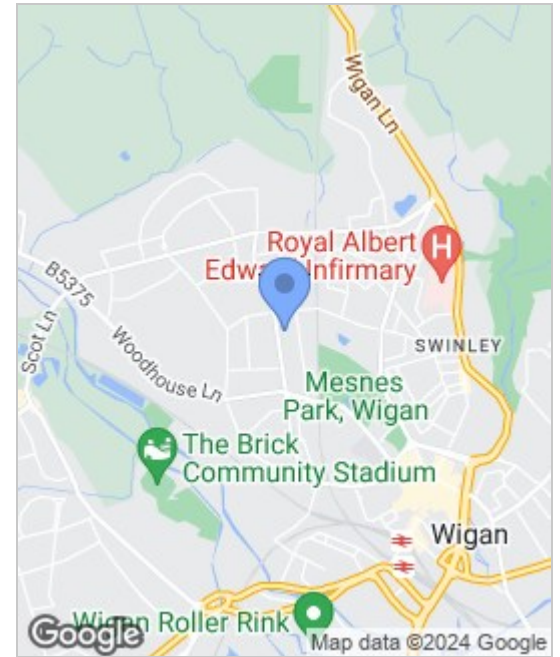 Wigan Ln
Royal Albert
Edward Infirmary
H
B5375
Scot Ln
Woodhouse Ln
SWINLEY
Mesnes
Park, Wigan
The Brick
Community Stadium
Wigan
Wigan Roller Rink
Google
Map data ©2024 Google